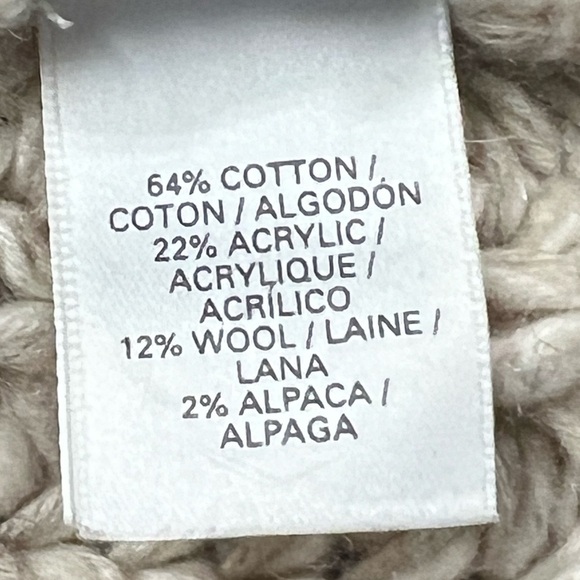 64% COTTON /
COTON / ALGODÓN
22% ACRYLIC /
ACRYLIQUE /
ACRÍLICO
12% WOOL / LAINE /
LANA
2% ALPACA /
ALPAGA